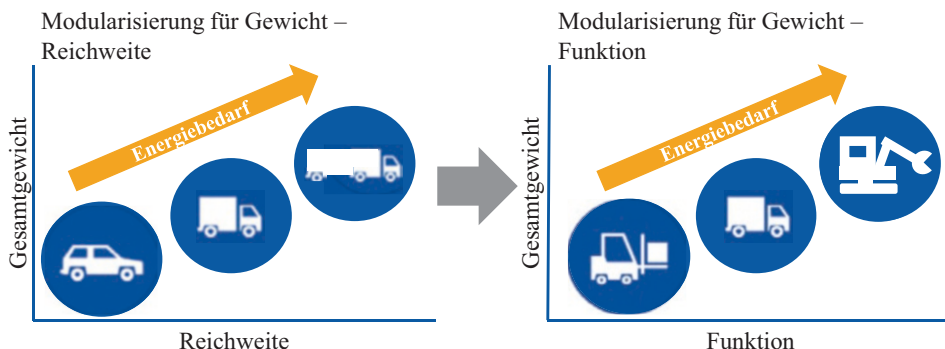 Modularisierung für Gewicht –
Reichweite
Gesamtgewicht
Energiebedarf
Reichweite
Modularisierung für Gewicht –
Funktion
Gesamtgewicht
Energiebedarf
Funktion